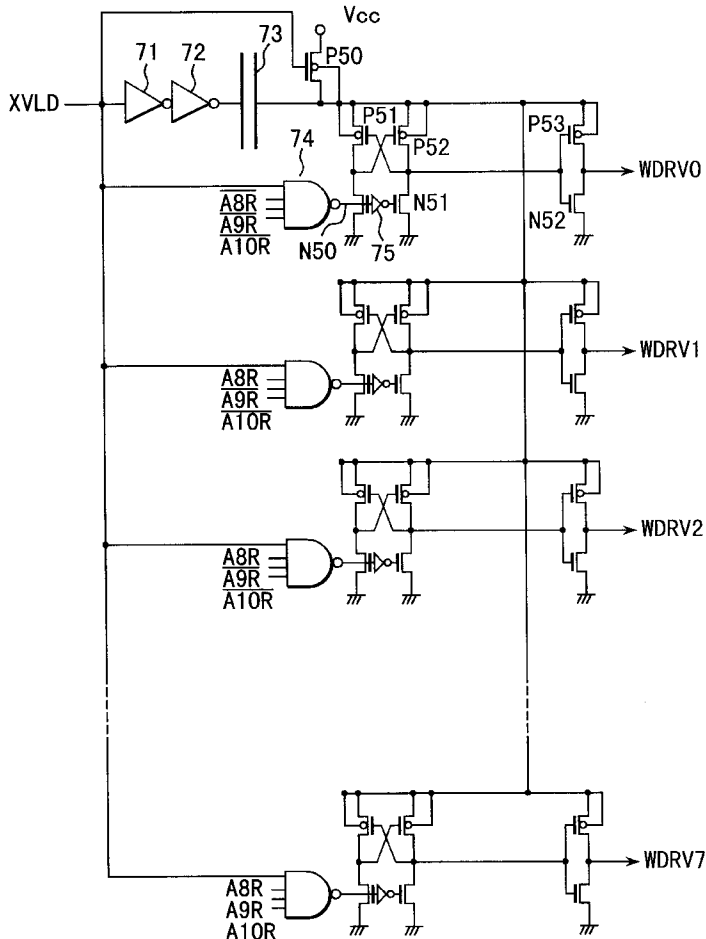 Vcc
73
71
72
P50
XVLD
P51
P53
P52
74
WDRV0
A8R
A9R
A10R
N51
N52
N50
75
WDRV1
A8R
A9R
A10R
WDRV2
A8R
A9R
A10R
WDRV7
A8R
A9R
A10R